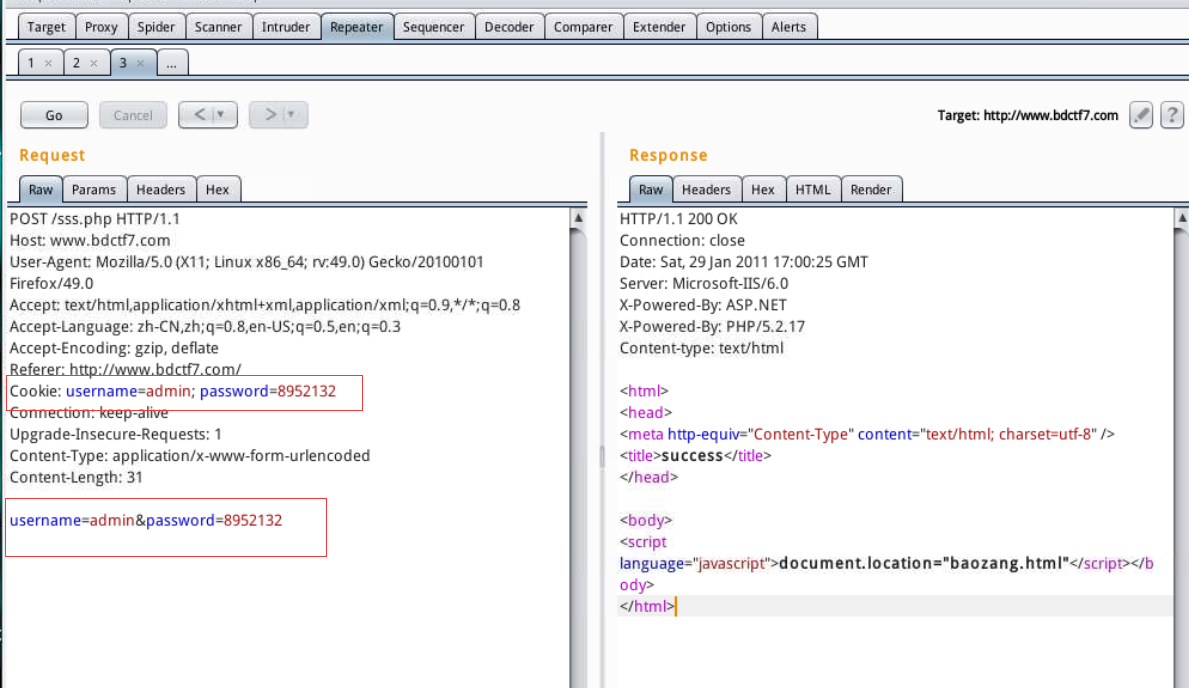 Target Proxy Spider Scanner Intruder Repeater Sequencer Decoder Comparer Extender Options Alerts
1 × 2 × 3 × ...
Go Cancel < ▼ > ▼ Target: http://www.bdctf7.com ?
Request
Raw Params Headers Hex
POST /sss.php HTTP/1.1
Host: www.bdctf7.com
User-Agent: Mozilla/5.0 (X11; Linux x86_64; rv:49.0) Gecko/20100101
Firefox/49.0
Accept: text/html,application/xhtml+xml,application/xml;q=0.9,*/*;q=0.8
Accept-Language: zh-CN,zh;q=0.8,en-US;q=0.5,en;q=0.3
Accept-Encoding: gzip, deflate
Referer: http://www.bdctf7.com/
Cookie: username=admin; password=8952132
Connection: keep-alive
Upgrade-Insecure-Requests: 1
Content-Type: application/x-www-form-urlencoded
Content-Length: 31
username=admin&password=8952132
Response
Raw Headers Hex HTML Render
HTTP/1.1 200 OK
Connection: close
Date: Sat, 29 Jan 2011 17:00:25 GMT
Server: Microsoft-IIS/6.0
X-Powered-By: ASP.NET
X-Powered-By: PHP/5.2.17
Content-type: text/html
<html>
<head>
<meta http-equiv="Content-Type" content="text/html; charset=utf-8" />
<title>success</title>
</head>
<body>
<script
language="javascript">document.location="baozang.html"</script></b
ody>
</html>